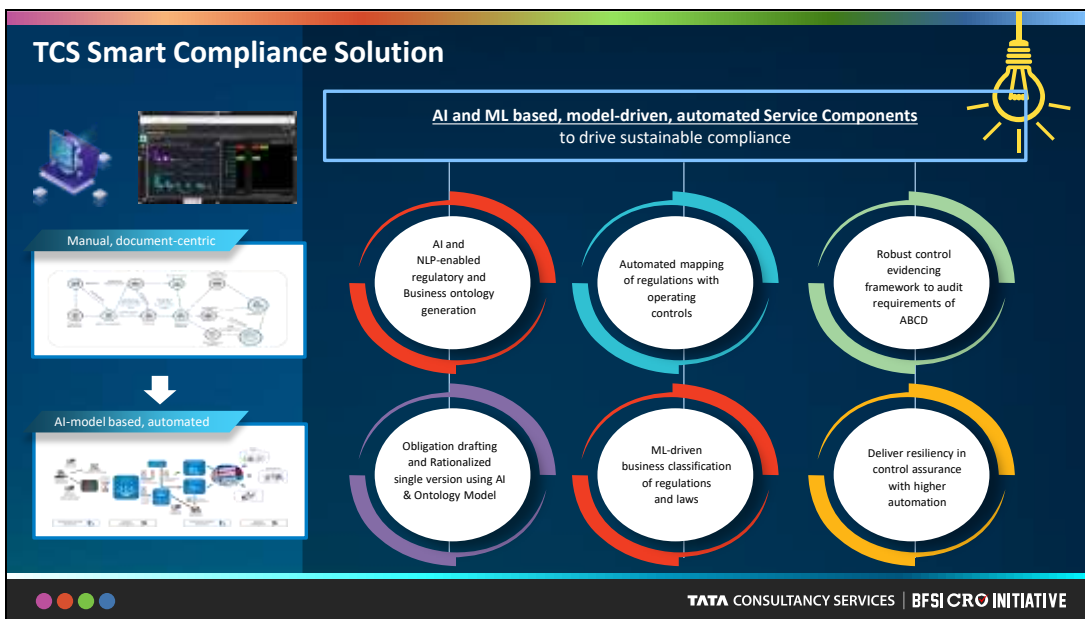 TCS Smart Compliance Solution
AI and ML based, model-driven, automated Service Components
to drive sustainable compliance
Manual, document-centric
AI-model based, automated
AI and
NLP-enabled
regulatory and
Business ontology
generation
Automated mapping
of regulations with
operating
controls
Robust control
evidencing
framework to audit
requirements of
ABCD
Obligation drafting
and Rationalized
single version using AI
& Ontology Model
ML-driven
business classification
of regulations
and laws
Deliver resiliency in
control assurance
with higher
automation
TATA CONSULTANCY SERVICES | BFSI CRO INITIATIVE